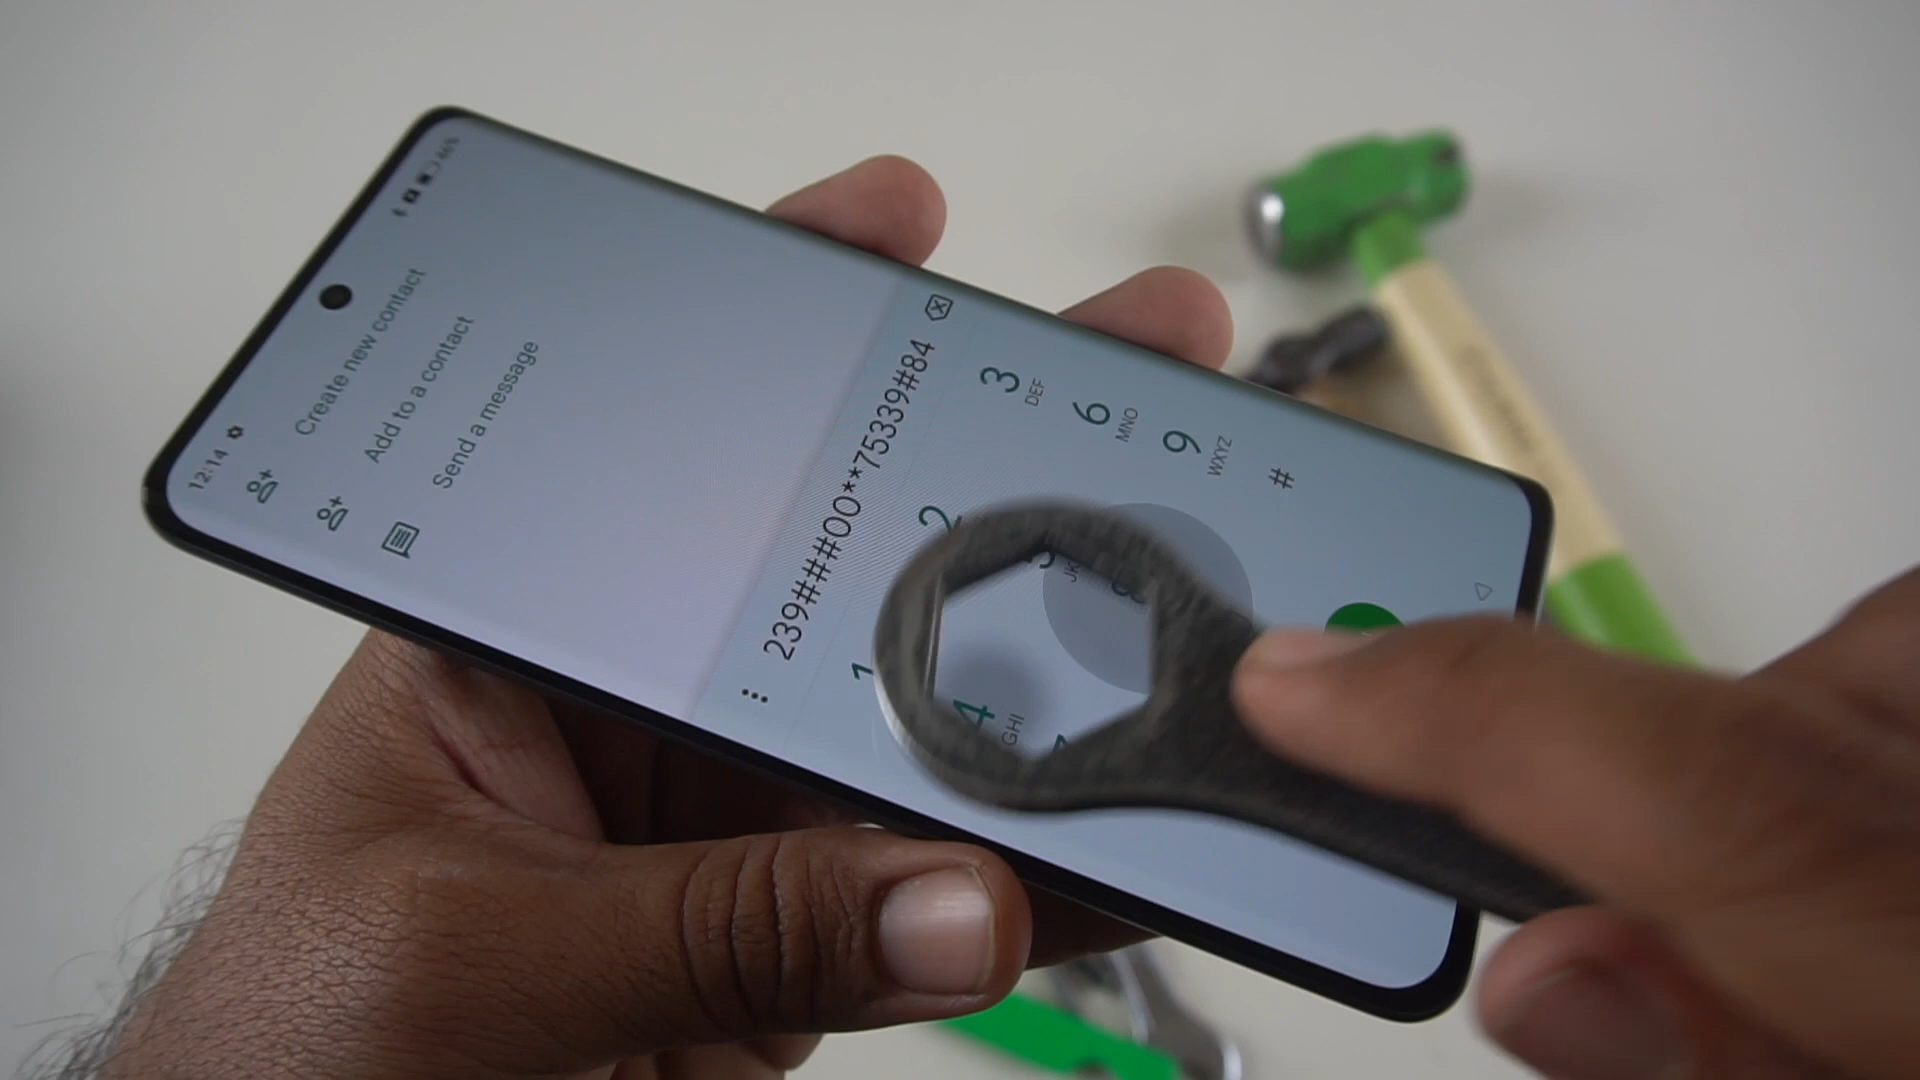 12:14
46%
Create new contact
Add to a contact
Send a message
239###00**75339#84
1
2
3
DEF
4
GHI
6
MNO
9
WXYZ
#